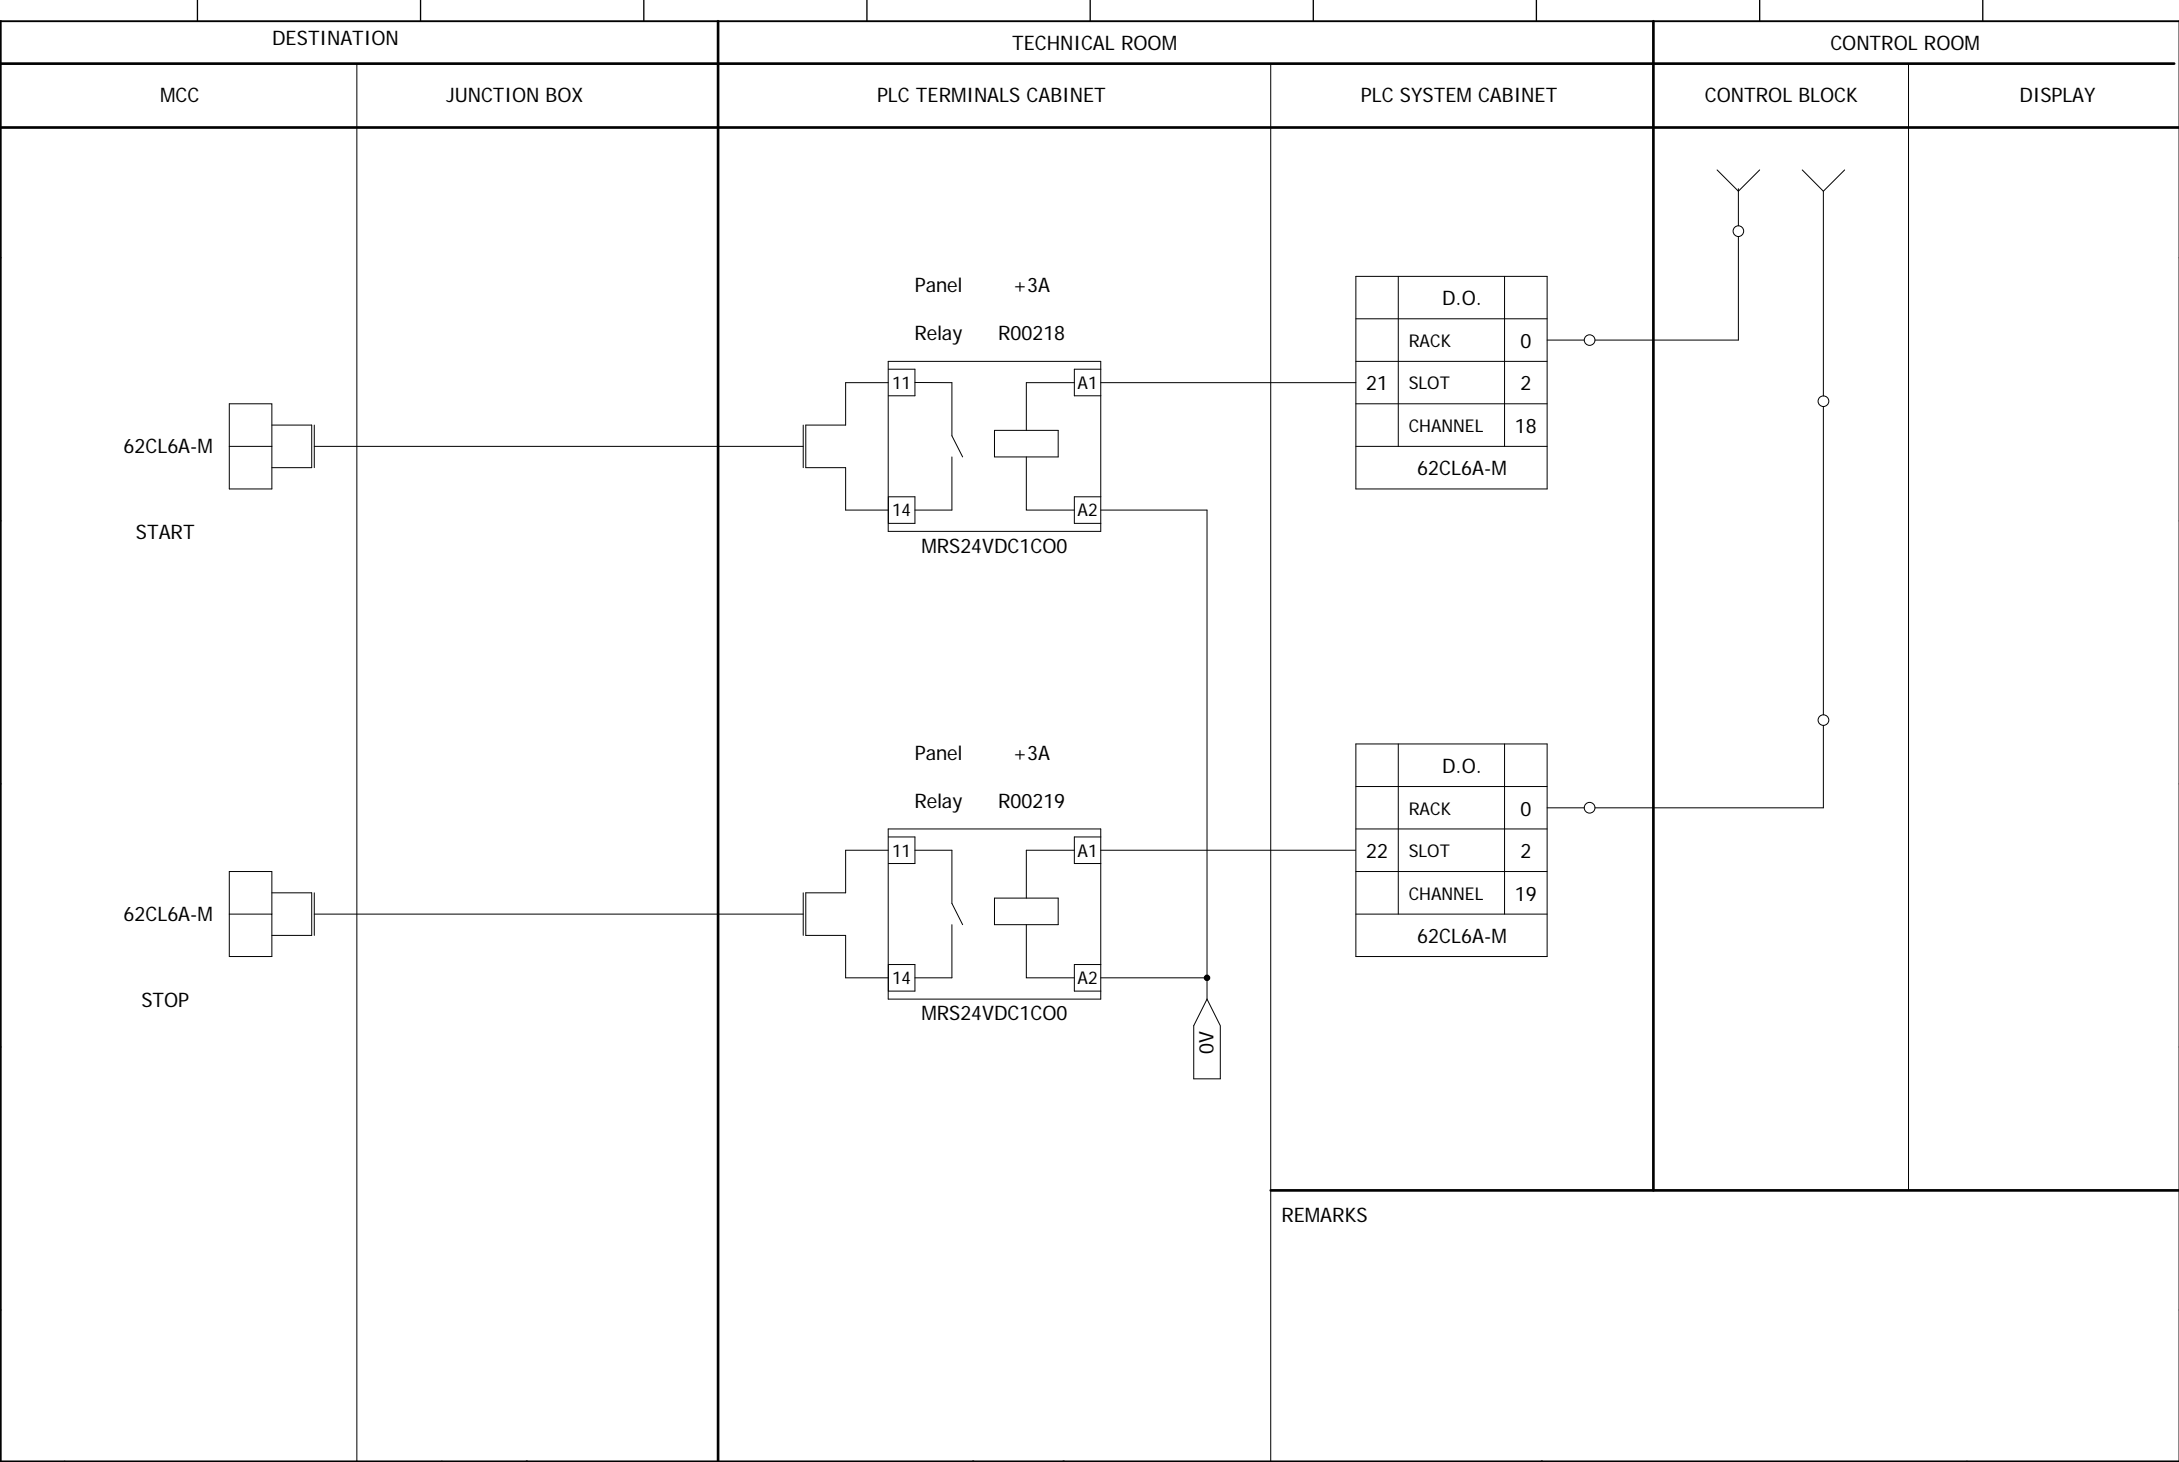 DESTINATION TECHNICAL ROOM CONTROL ROOM
MCC JUNCTION BOX PLC TERMINALS CABINET PLC SYSTEM CABINET CONTROL BLOCK DISPLAY
Panel +3A
Relay R00218
D.O.
RACK 0
11 A1 21 SLOT 2
CHANNEL 18
62CL6A-M
62CL6A-M
14 A2
START
MRS24VDC1CO0
Panel +3A
Relay R00219
D.O.
RACK 0
11 A1 22 SLOT 2
CHANNEL 19
62CL6A-M
62CL6A-M
14 A2
STOP
MRS24VDC1CO0
0V
REMARKS